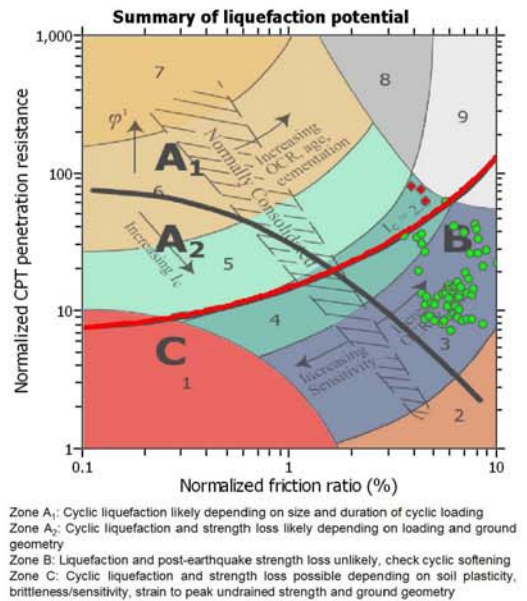 Summary of liquefaction potential
1,000
100
10
1
Normalized CPT penetration resistance
7
8
9
φ'
A1
Increasing
OCR, age,
cementation
Normally Consolidated
6
A2
Increasing Ic
5
B
4
C
1
Increasing
Sensitivity
3
2
0.1
1
10
Normalized friction ratio (%)
Zone A1: Cyclic liquefaction likely depending on size and duration of cyclic loading
Zone A2: Cyclic liquefaction and strength loss likely depending on loading and ground
geometry
Zone B: Liquefaction and post-earthquake strength loss unlikely, check cyclic softening
Zone C: Cyclic liquefaction and strength loss possible depending on soil plasticity,
brittleness/sensitivity, strain to peak undrained strength and ground geometry